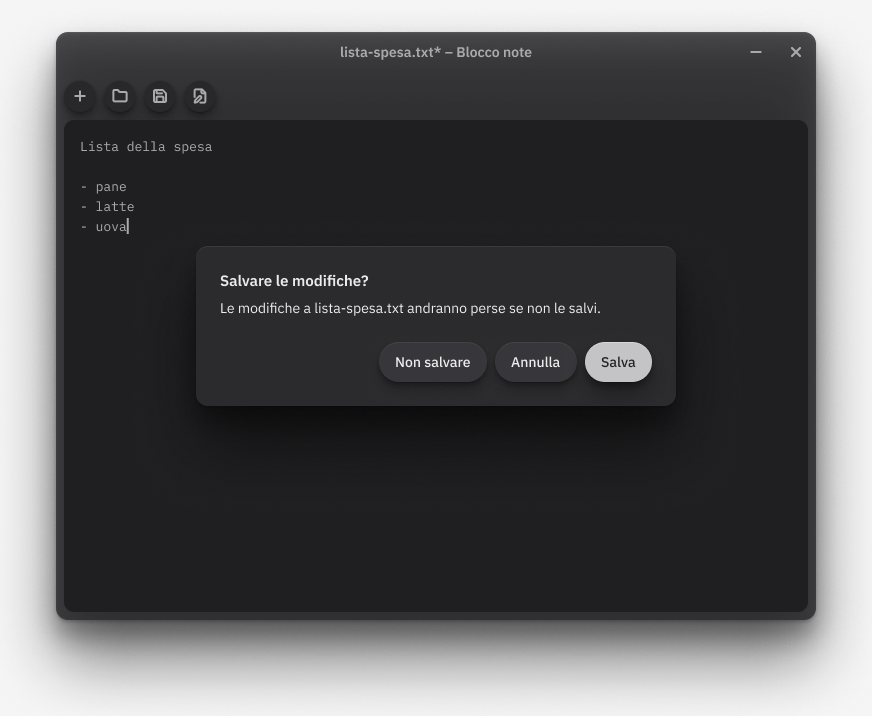 lista-spesa.txt* – Blocco note
Lista della spesa
- pane
- latte
- uova
Salvare le modifiche?
Le modifiche a lista-spesa.txt andranno perse se non le salvi.
Non salvare Annulla Salva